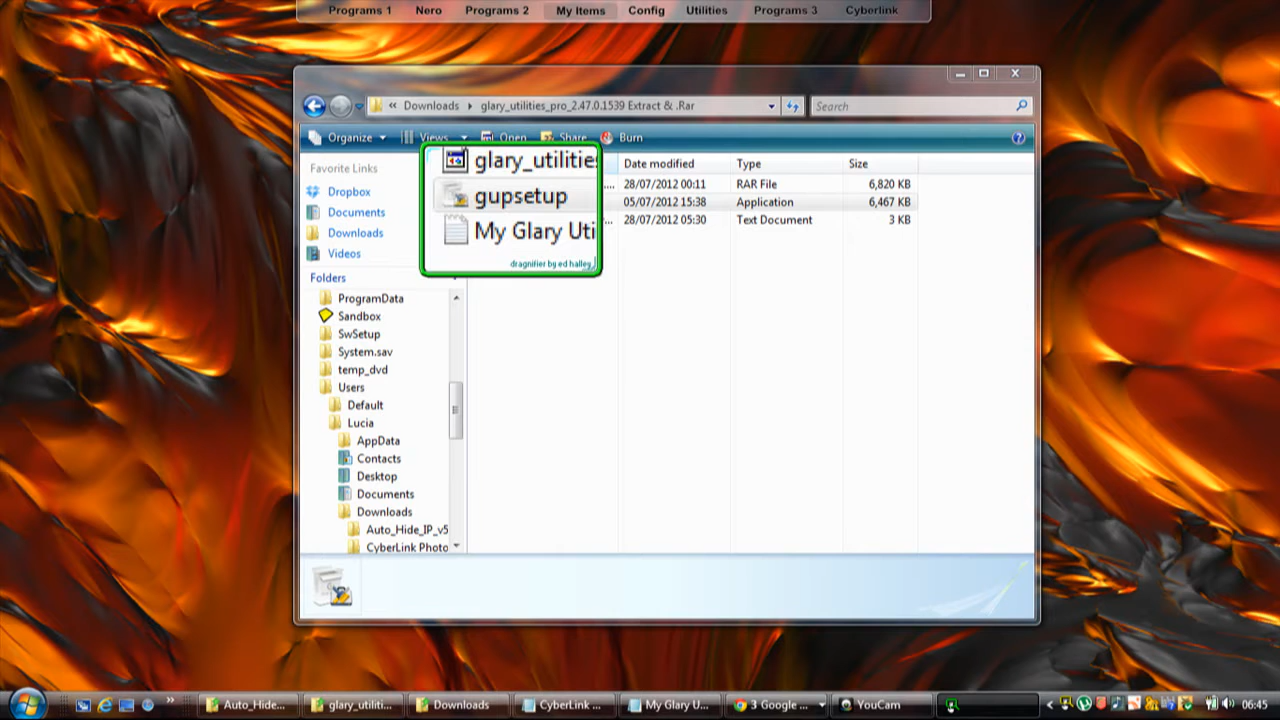 Programs 1 Nero Programs 2 My Items Config Utilities Programs 3 Cyberlink
« Downloads glary_utilities_pro_2.47.0.1539 Extract & .Rar Search
Organize Views Open Share Burn
Favorite Links
Dropbox
Documents
Downloads
Videos
Folders
ProgramData
Sandbox
SwSetup
System.sav
temp_dvd
Users
Default
Lucia
AppData
Contacts
Desktop
Documents
Downloads
Auto_Hide_IP_v5
CyberLink Photo
glary_utilities
gupsetup
My Glary Uti
dragnifier by ed halley
Date modified Type Size
... 28/07/2012 00:11 RAR File 6,820 KB
05/07/2012 15:38 Application 6,467 KB
... 28/07/2012 05:30 Text Document 3 KB
Auto_Hide... glary_utiliti... Downloads CyberLink ... My Glary U... 3 Google ... YouCam 06:45